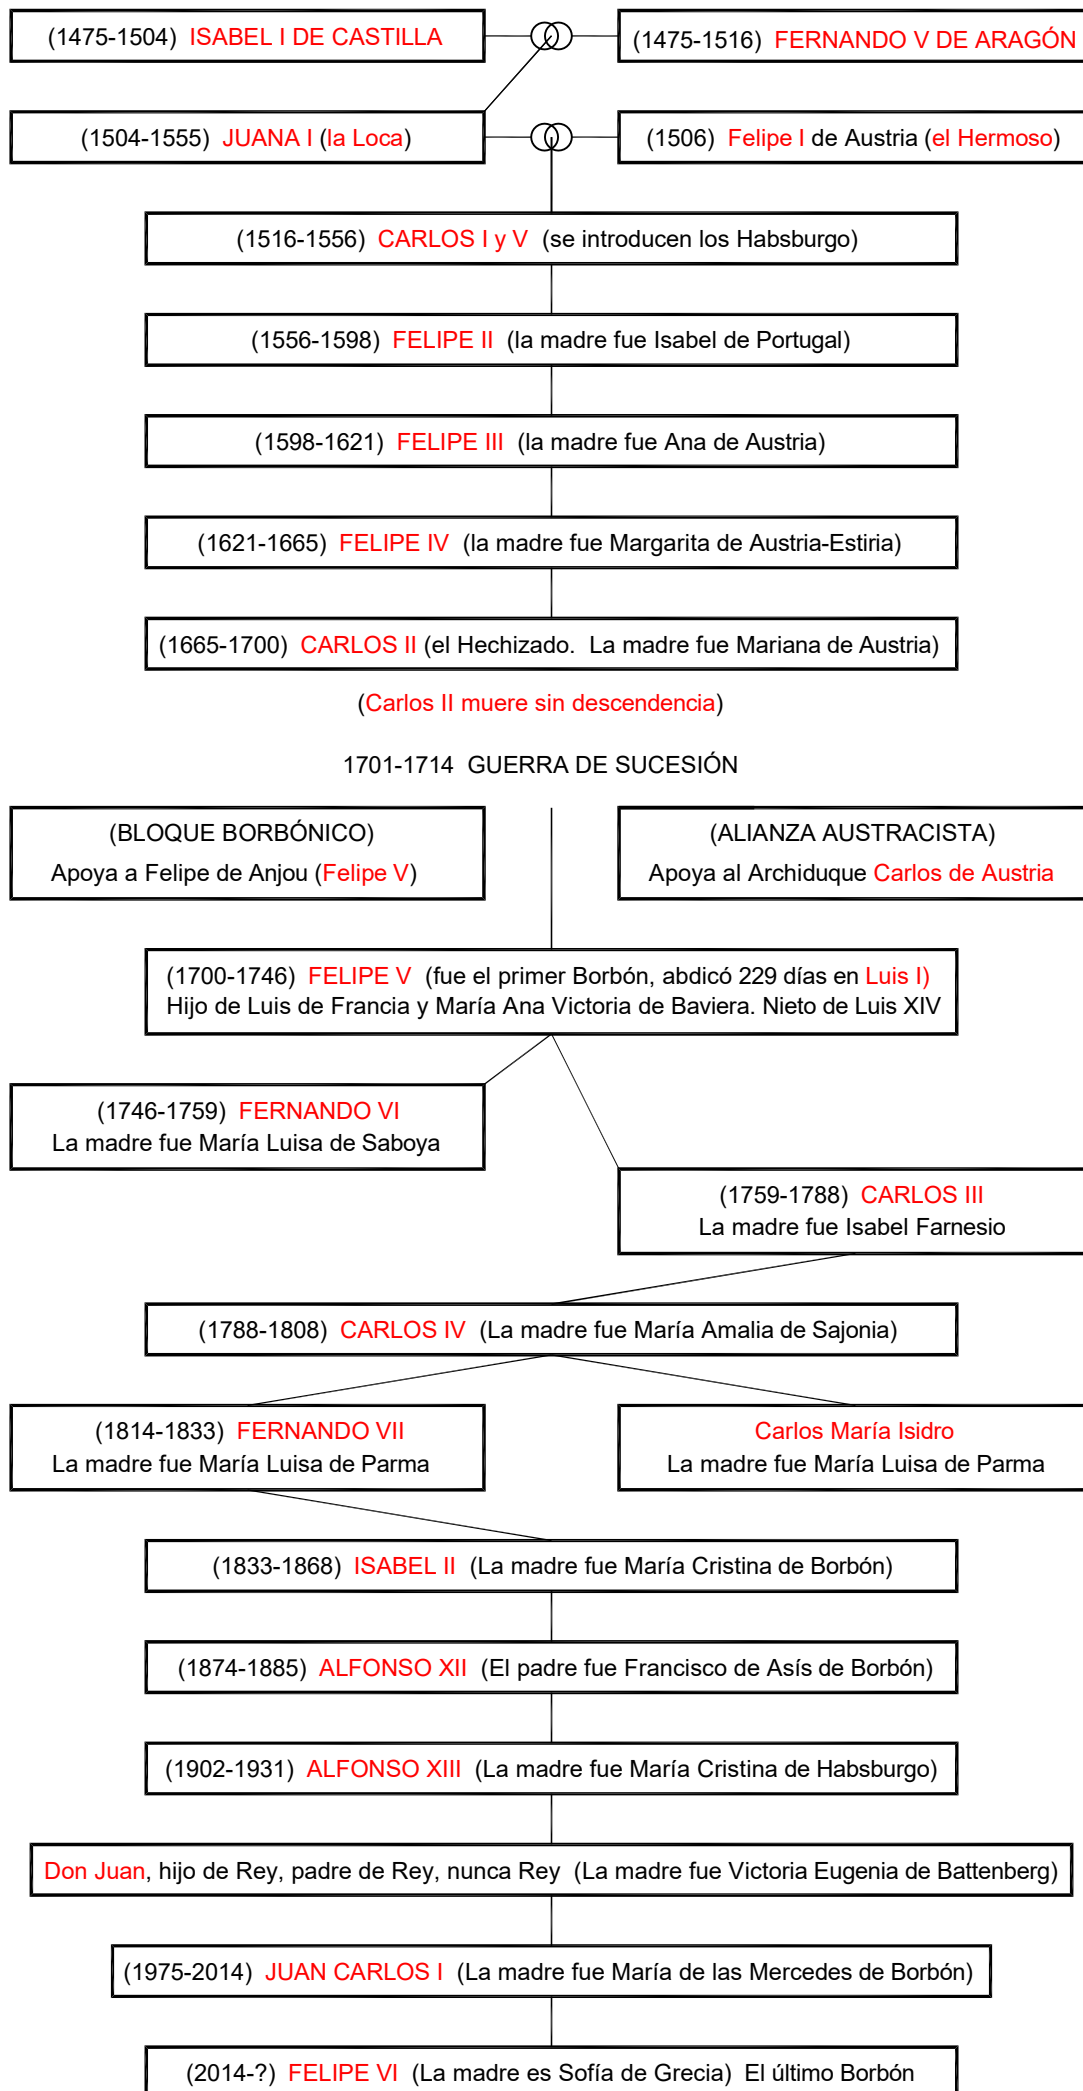 (1475-1504) ISABEL I DE CASTILLA
(1475-1516) FERNANDO V DE ARAGÓN
(1504-1555) JUANA I (la Loca)
(1506) Felipe I de Austria (el Hermoso)
(1516-1556) CARLOS I y V (se introducen los Habsburgo)
(1556-1598) FELIPE II (la madre fue Isabel de Portugal)
(1598-1621) FELIPE III (la madre fue Ana de Austria)
(1621-1665) FELIPE IV (la madre fue Margarita de Austria-Estiria)
(1665-1700) CARLOS II (el Hechizado. La madre fue Mariana de Austria)
(Carlos II muere sin descendencia)
1701-1714 GUERRA DE SUCESIÓN
(BLOQUE BORBÓNICO)
Apoya a Felipe de Anjou (Felipe V)
(ALIANZA AUSTRACISTA)
Apoya al Archiduque Carlos de Austria
(1700-1746) FELIPE V (fue el primer Borbón, abdicó 229 días en Luis I)
Hijo de Luis de Francia y María Ana Victoria de Baviera. Nieto de Luis XIV
(1746-1759) FERNANDO VI
La madre fue María Luisa de Saboya
(1759-1788) CARLOS III
La madre fue Isabel Farnesio
(1788-1808) CARLOS IV (La madre fue María Amalia de Sajonia)
(1814-1833) FERNANDO VII
La madre fue María Luisa de Parma
Carlos María Isidro
La madre fue María Luisa de Parma
(1833-1868) ISABEL II (La madre fue María Cristina de Borbón)
(1874-1885) ALFONSO XII (El padre fue Francisco de Asís de Borbón)
(1902-1931) ALFONSO XIII (La madre fue María Cristina de Habsburgo)
Don Juan, hijo de Rey, padre de Rey, nunca Rey (La madre fue Victoria Eugenia de Battenberg)
(1975-2014) JUAN CARLOS I (La madre fue María de las Mercedes de Borbón)
(2014-?) FELIPE VI (La madre es Sofía de Grecia) El último Borbón